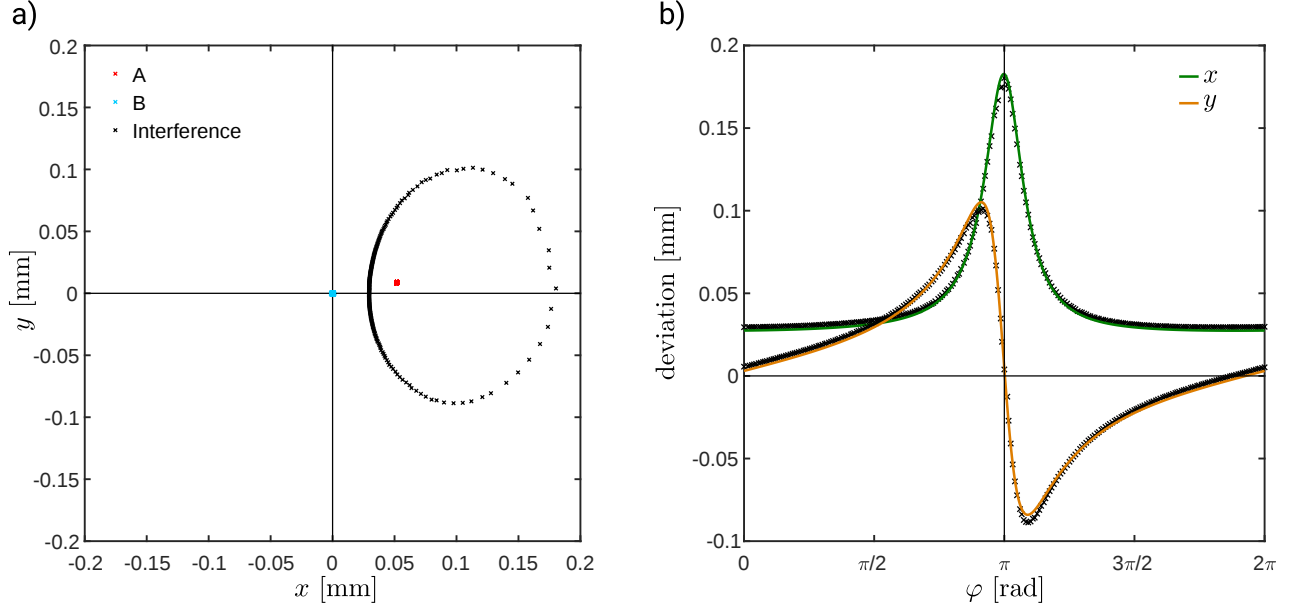 a)
0.2
0.15
0.1
0.05
0
-0.05
-0.1
-0.15
-0.2
y [mm]
A
B
Interference
-0.2 -0.15 -0.1 -0.05 0 0.05 0.1 0.15 0.2
x [mm]
b)
0.2
0.15
0.1
0.05
0
-0.05
-0.1
deviation [mm]
x
y
0 π/2 π 3π/2 2π
φ [rad]